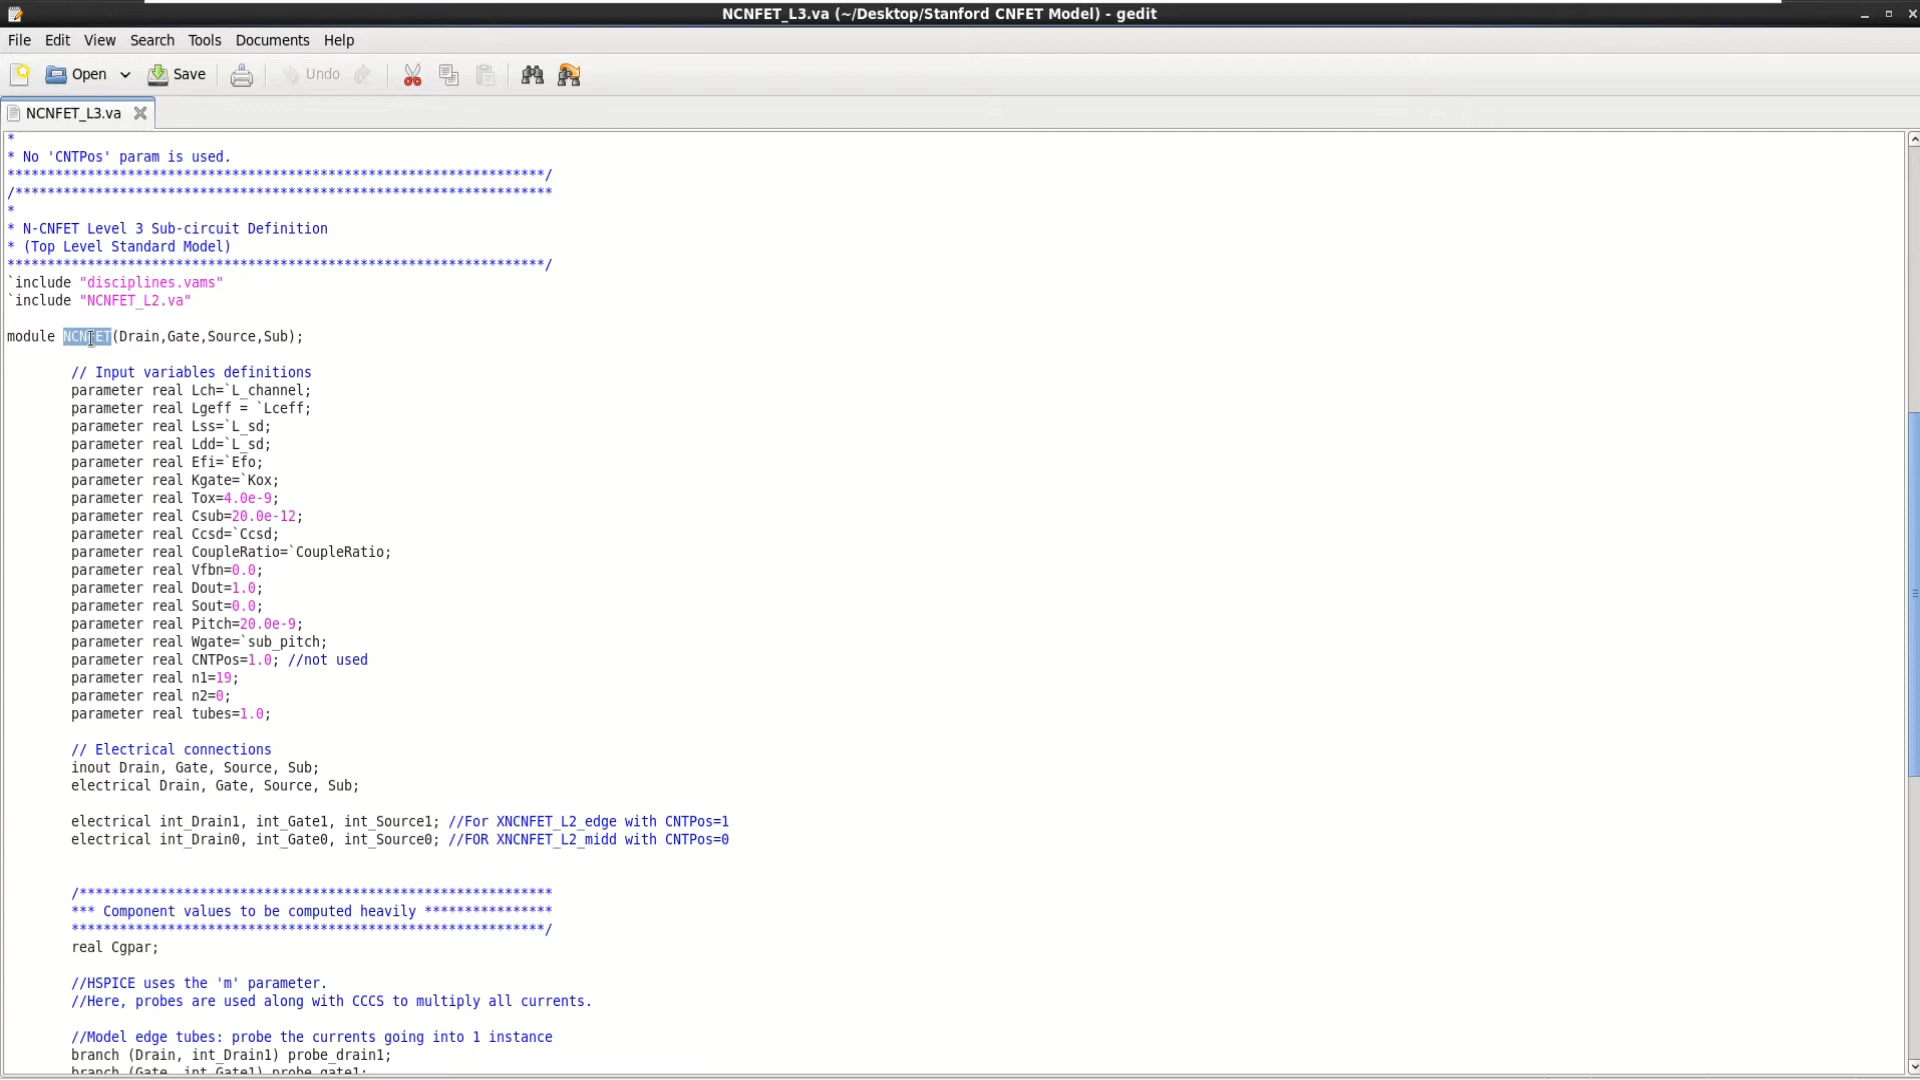 NCNFET_L3.va (~/Desktop/Stanford CNFET Model) - gedit
File Edit View Search Tools Documents Help
Open Save Undo
NCNFET_L3.va
*
* No 'CNTPos' param is used.
*******************************************************************/
/*******************************************************************
*
* N-CNFET Level 3 Sub-circuit Definition
* (Top Level Standard Model)
*******************************************************************/
`include "disciplines.vams"
`include "NCNFET_L2.va"
module NCNFET(Drain,Gate,Source,Sub);
// Input variables definitions
parameter real Lch=`L_channel;
parameter real Lgeff = `Lceff;
parameter real Lss=`L_sd;
parameter real Ldd=`L_sd;
parameter real Efi=`Efo;
parameter real Kgate=`Kox;
parameter real Tox=4.0e-9;
parameter real Csub=20.0e-12;
parameter real Ccsd=`Ccsd;
parameter real CoupleRatio=`CoupleRatio;
parameter real Vfbn=0.0;
parameter real Dout=1.0;
parameter real Sout=0.0;
parameter real Pitch=20.0e-9;
parameter real Wgate=`sub_pitch;
parameter real CNTPos=1.0; //not used
parameter real n1=19;
parameter real n2=0;
parameter real tubes=1.0;
// Electrical connections
inout Drain, Gate, Source, Sub;
electrical Drain, Gate, Source, Sub;
electrical int_Drain1, int_Gate1, int_Source1; //For XNCNFET_L2_edge with CNTPos=1
electrical int_Drain0, int_Gate0, int_Source0; //FOR XNCNFET_L2_midd with CNTPos=0
/***********************************************************
*** Component values to be computed heavily ****************
***********************************************************/
real Cgpar;
//HSPICE uses the 'm' parameter.
//Here, probes are used along with CCCS to multiply all currents.
//Model edge tubes: probe the currents going into 1 instance
branch (Drain, int_Drain1) probe_drain1;
branch (Gate, int_Gate1) probe_gate1;